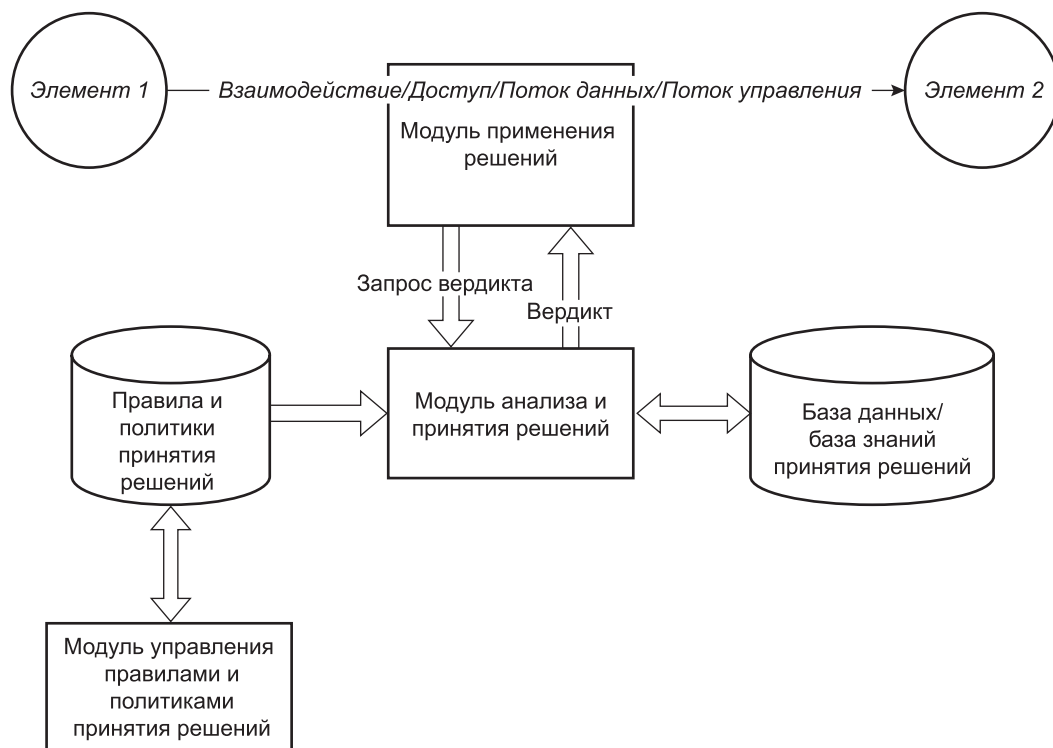 Элемент 1
Взаимодействие/Доступ/Поток данных/Поток управления
Элемент 2
Модуль применения
решений
Запрос вердикта
Вердикт
Правила и
политики
принятия
решений
Модуль анализа и
принятия решений
База данных/
база знаний
принятия решений
Модуль управления
правилами и
политиками
принятия решений